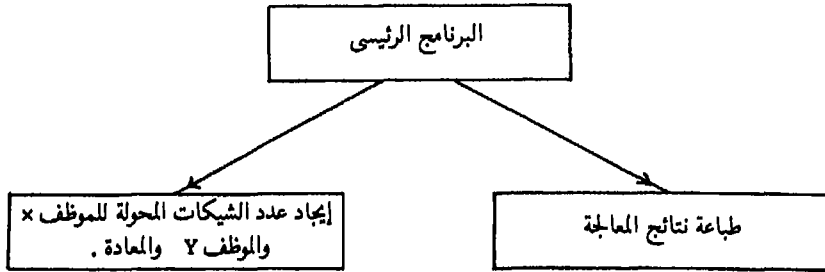 البرنامج الرئيسى
إيجاد عدد الشيكات المحولة للموظف x
والموظف Y والمعادة .
طباعة نتائج المعالجة